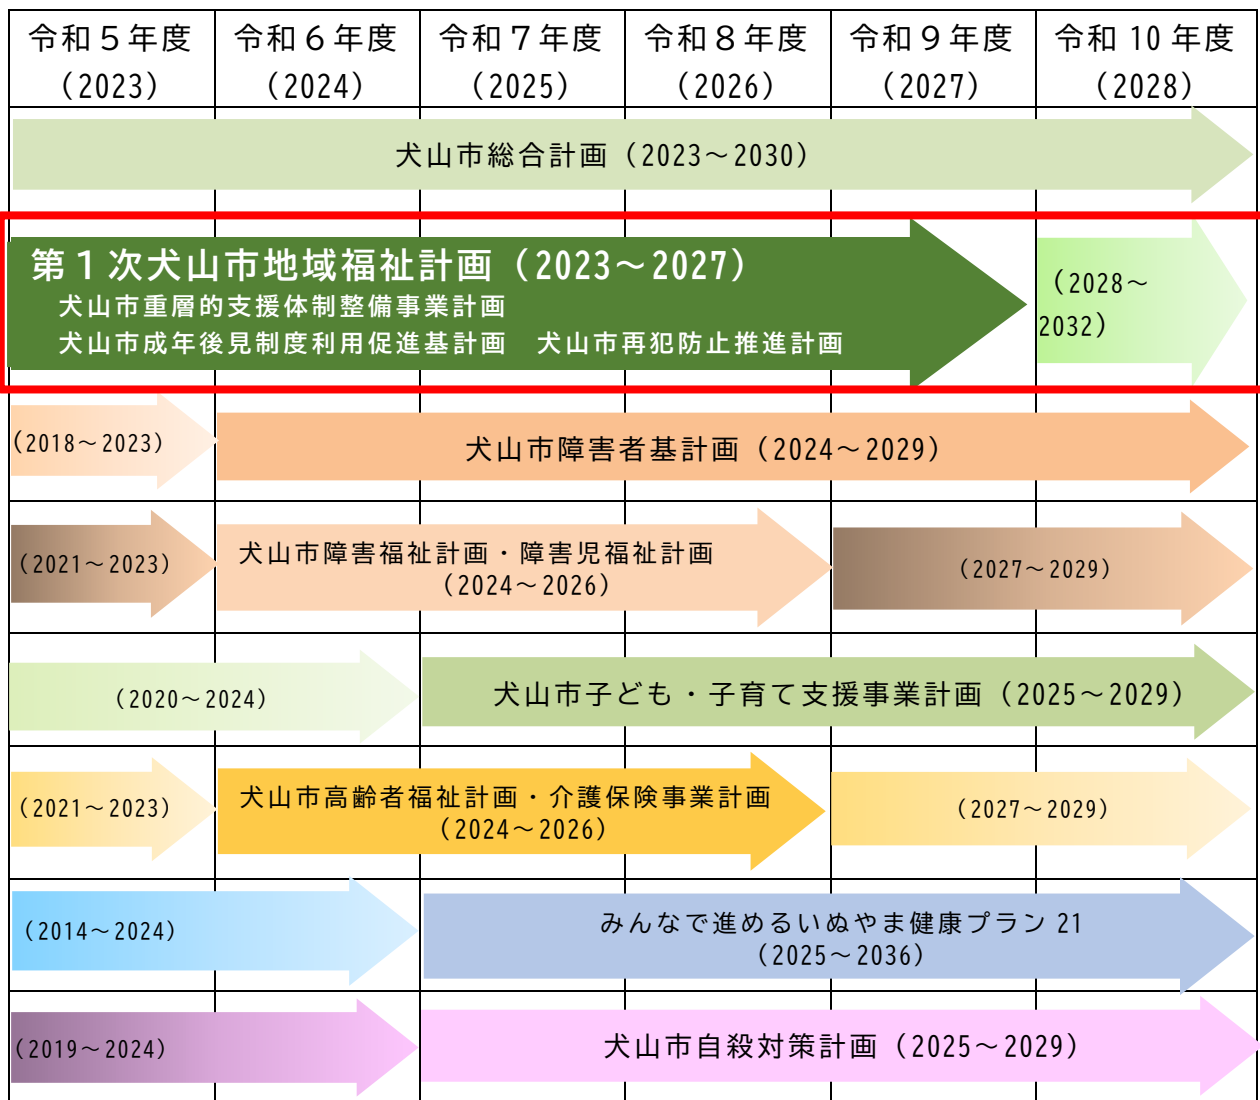 令和５年度
（2023）
令和６年度
（2024）
令和７年度
（2025）
令和８年度
（2026）
令和９年度
（2027）
令和 10 年度
（2028）
犬山市総合計画（2023～2030）
第１次犬山市地域福祉計画（2023～2027）
犬山市重層的支援体制整備事業計画
犬山市成年後見制度利用促進基計画　犬山市再犯防止推進計画
（2028～
2032）
（2018～2023）
犬山市障害者基計画（2024～2029）
（2021～2023）
犬山市障害福祉計画・障害児福祉計画
（2024～2026）
（2027～2029）
（2020～2024）
犬山市子ども・子育て支援事業計画（2025～2029）
（2021～2023）
犬山市高齢者福祉計画・介護保険事業計画
（2024～2026）
（2027～2029）
（2014～2024）
みんなで進めるいぬやま健康プラン 21
（2025～2036）
（2019～2024）
犬山市自殺対策計画（2025～2029）